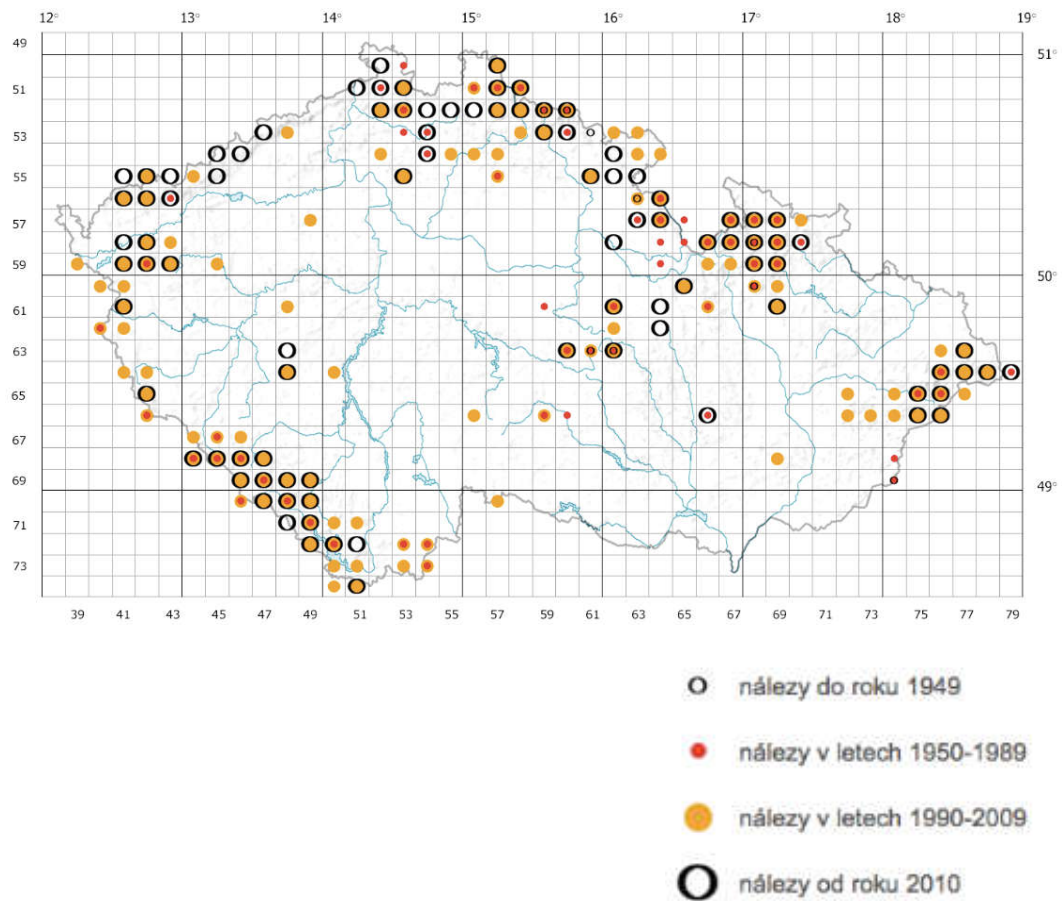 12° 13° 14° 15° 16° 17° 18° 19°
49
51°
51
53
55
57
59
50°
61
63
65
67
69
49°
71
73
39 41 43 45 47 49 51 53 55 57 59 61 63 65 67 69 71 73 75 77 79
nálezy do roku 1949
nálezy v letech 1950-1989
nálezy v letech 1990-2009
nálezy od roku 2010